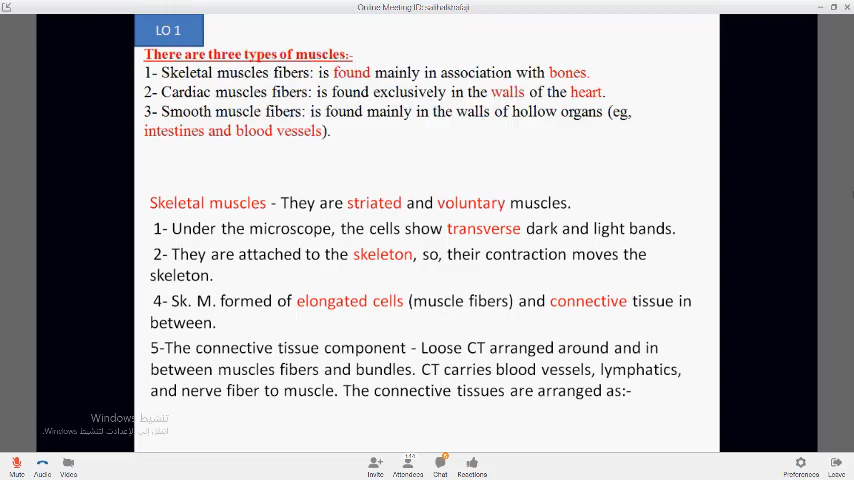 Online Meeting ID: salihalkhafaji
LO 1
There are three types of muscles:-
1- Skeletal muscles fibers: is found mainly in association with bones.
2- Cardiac muscles fibers: is found exclusively in the walls of the heart.
3- Smooth muscle fibers: is found mainly in the walls of hollow organs (eg,
intestines and blood vessels).
Skeletal muscles - They are striated and voluntary muscles.
1- Under the microscope, the cells show transverse dark and light bands.
2- They are attached to the skeleton, so, their contraction moves the
skeleton.
4- Sk. M. formed of elongated cells (muscle fibers) and connective tissue in
between.
5-The connective tissue component - Loose CT arranged around and in
between muscles fibers and bundles. CT carries blood vessels, lymphatics,
and nerve fiber to muscle. The connective tissues are arranged as:-
تنشيط Windows
انتقل إلى الإعدادات لتنشيط Windows.
144
Mute Audio Video Invite Attendees Chat Reactions Preferences Leave